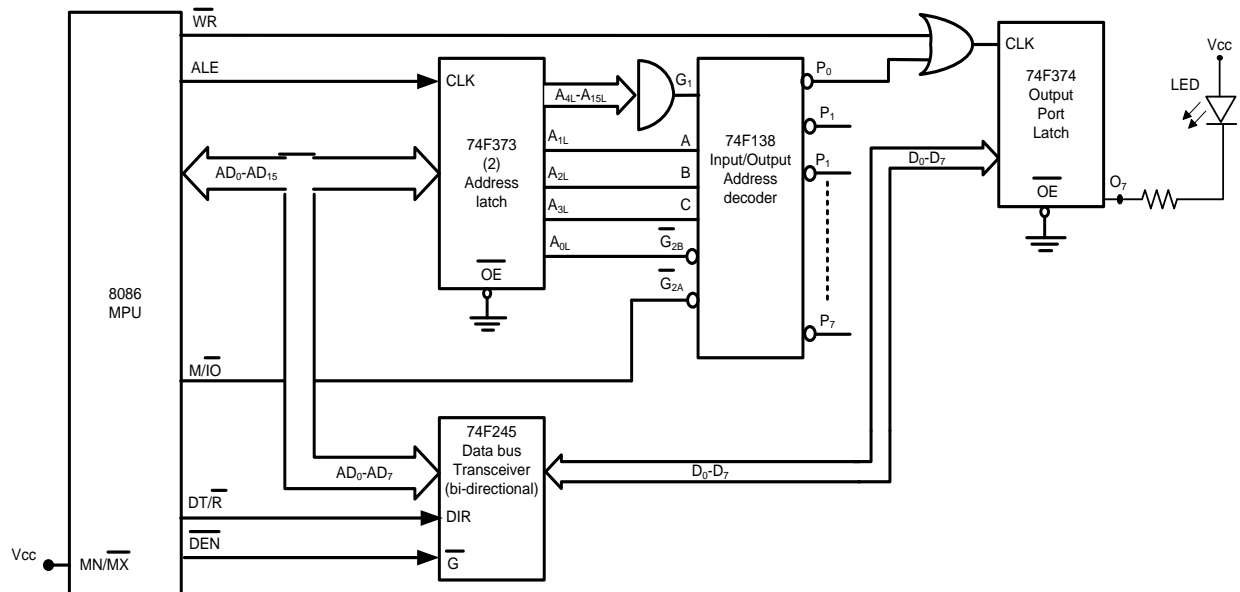 WR
ALE
AD0-AD15
8086
MPU
M/IO
DT/R
DEN
Vcc
MN/MX
CLK
74F373
(2)
Address
latch
OE
A4L-A15L
A1L
A2L
A3L
A0L
G1
A
B
C
G2B
G2A
74F138
Input/Output
Address
decoder
P0
P1
P1
P7
AD0-AD7
74F245
Data bus
Transceiver
(bi-directional)
DIR
G
D0-D7
D0-D7
CLK
74F374
Output
Port
Latch
OE
O7
Vcc
LED